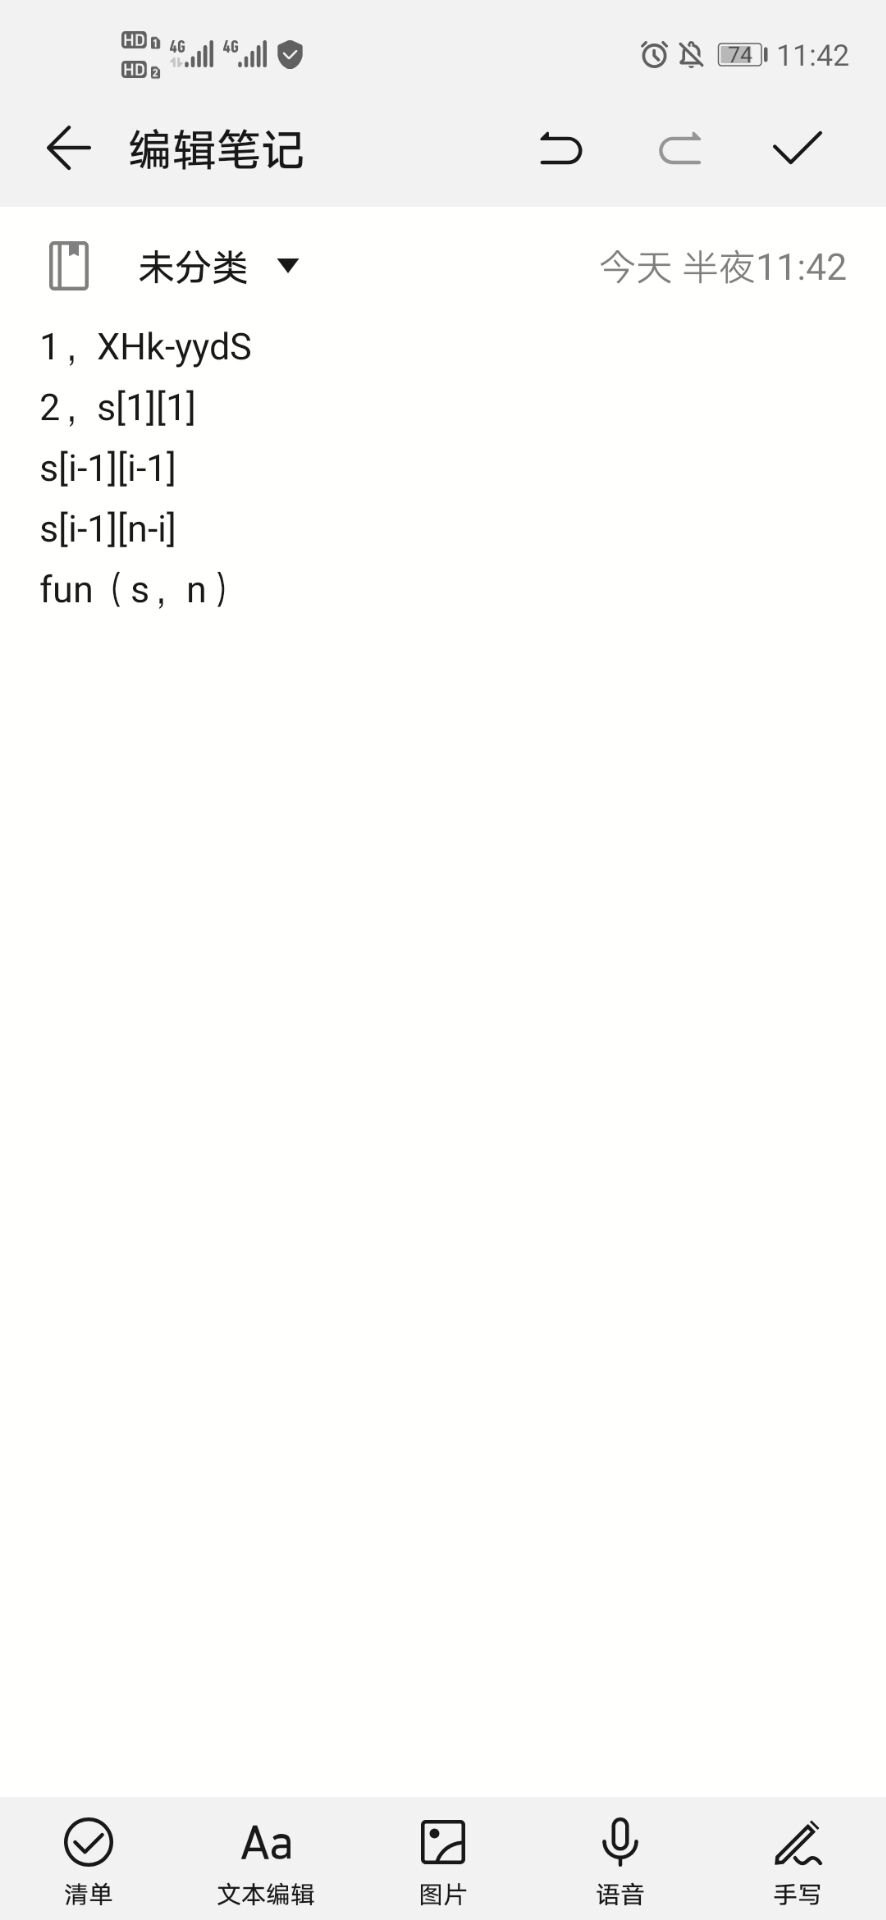 HD 1 4G 4G 74 11:42
HD 2
编辑笔记
未分类 今天 半夜11:42
1，XHk-yydS
2，s[1][1]
s[i-1][i-1]
s[i-1][n-i]
fun（s，n）
Aa
清单 文本编辑 图片 语音 手写